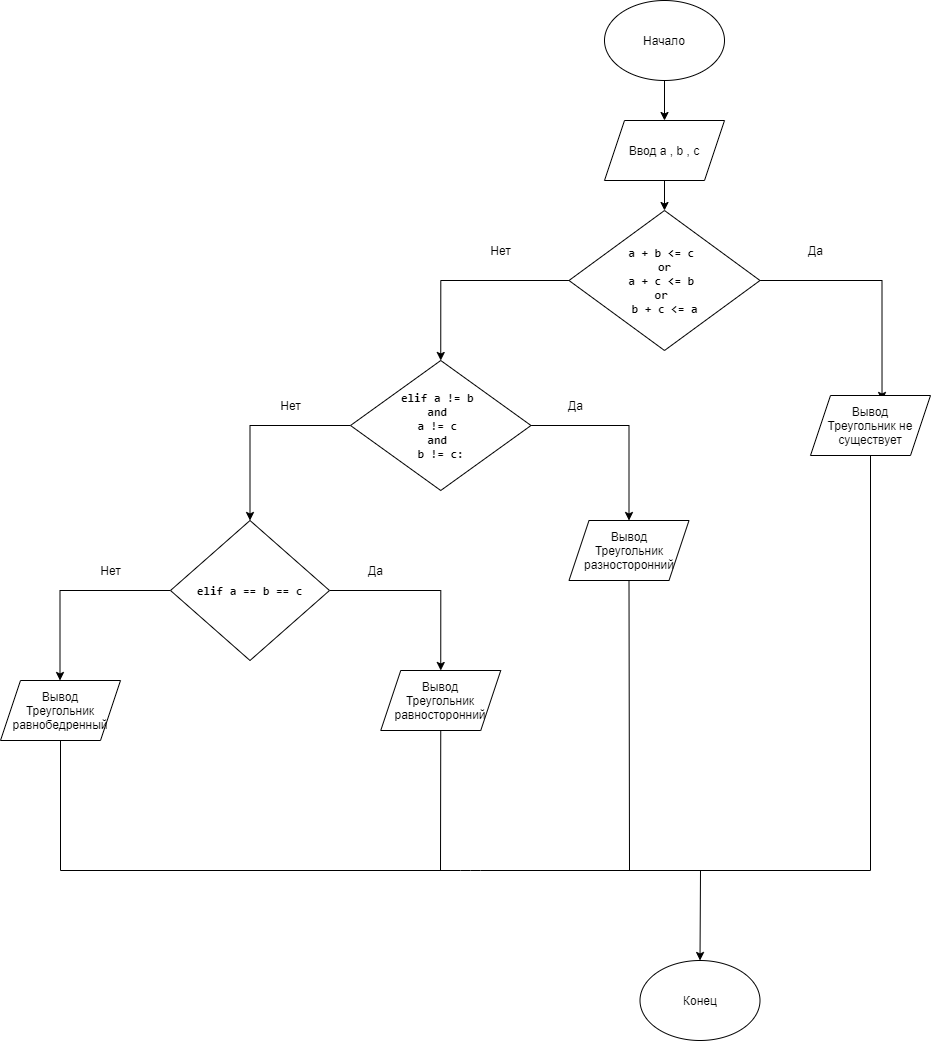 Начало
Ввод a , b , c
Нет
Да
a + b <= c
or
a + c <= b
or
b + c <= a
Нет
Да
elif a != b
and
a != c
and
b != c:
Вывод
Треугольник не
существует
Нет
Да
elif a == b == c
Вывод
Треугольник
разносторонний
Вывод
Треугольник
равнобедренный
Вывод
Треугольник
равносторонний
Конец